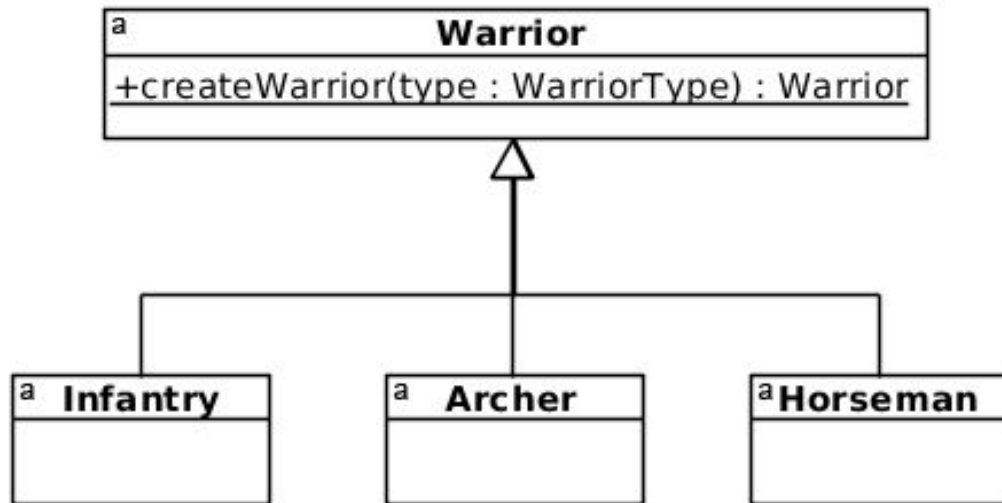 a Warrior
+createWarrior(type : WarriorType) : Warrior
a Infantry
a Archer
a Horseman